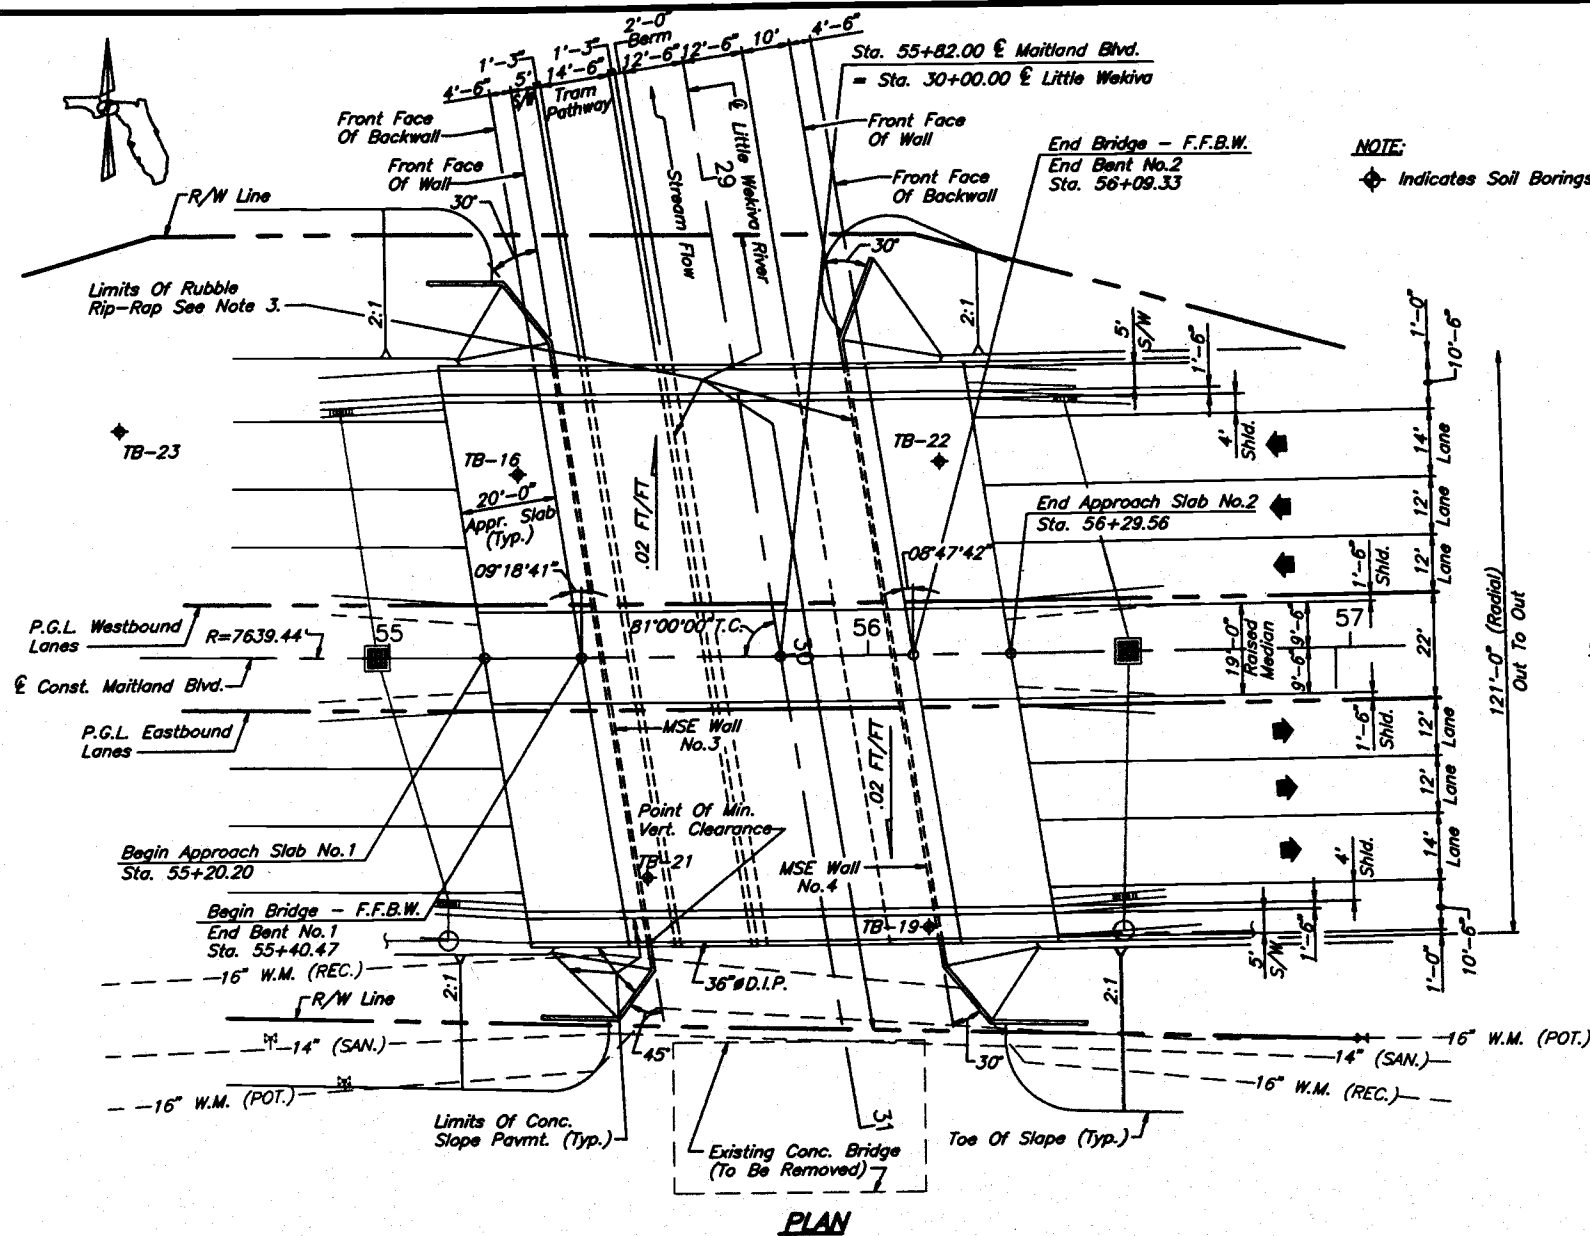 2'-0"
Berm
1'-3"
1'-3"
12'-6"
12'-6"
10'
4'-6"
4'-6"
5'
S/W
14'-6"
Tram
Pathway
Sta. 55+82.00 ℄ Maitland Blvd.
= Sta. 30+00.00 ℄ Little Wekiva
Front Face
Of Backwall
Front Face
Of Wall
℄ Little Wekiva River
29
Stream Flow
Front Face
Of Wall
Front Face
Of Backwall
End Bridge - F.F.B.W.
End Bent No.2
Sta. 56+09.33
NOTE:
Indicates Soil Borings
R/W Line
30°
30°
Limits Of Rubble
Rip-Rap See Note 3.
2:1
2:1
5'
S/W
1'-6"
1'-0"
10'-6"
4'
Shld.
14'
Lane
TB-23
TB-16
TB-22
20'-0"
Appr. Slab
(Typ.)
.02 FT/FT
End Approach Slab No.2
Sta. 56+29.56
12'
Lane
12'
Lane
1'-6"
Shld.
09°18'41"
08°47'42"
P.G.L. Westbound
Lanes
R=7639.44'
55
81°00'00" T.C.
30
56
57
19'-0"
Raised
Median
9'-6"
9'-6"
22'
121'-0" (Radial)
Out To Out
℄ Const. Maitland Blvd.
P.G.L. Eastbound
Lanes
MSE Wall
No.3
.02 FT/FT
1'-6"
Shld.
12'
Lane
12'
Lane
Point Of Min.
Vert. Clearance
TB-21
MSE Wall
No.4
4'
Shld.
14'
Lane
Begin Approach Slab No.1
Sta. 55+20.20
Begin Bridge - F.F.B.W.
End Bent No.1
Sta. 55+40.47
TB-19
5'
S/W
1'-6"
1'-0"
10'-6"
16" W.M. (REC.)
R/W Line
2:1
36"ø D.I.P.
2:1
14" (SAN.)
45°
30°
16" W.M. (POT.)
14" (SAN.)
16" W.M. (REC.)
16" W.M. (POT.)
Limits Of Conc.
Slope Pavmt. (Typ.)
31
Existing Conc. Bridge
(To Be Removed)
Toe Of Slope (Typ.)
PLAN